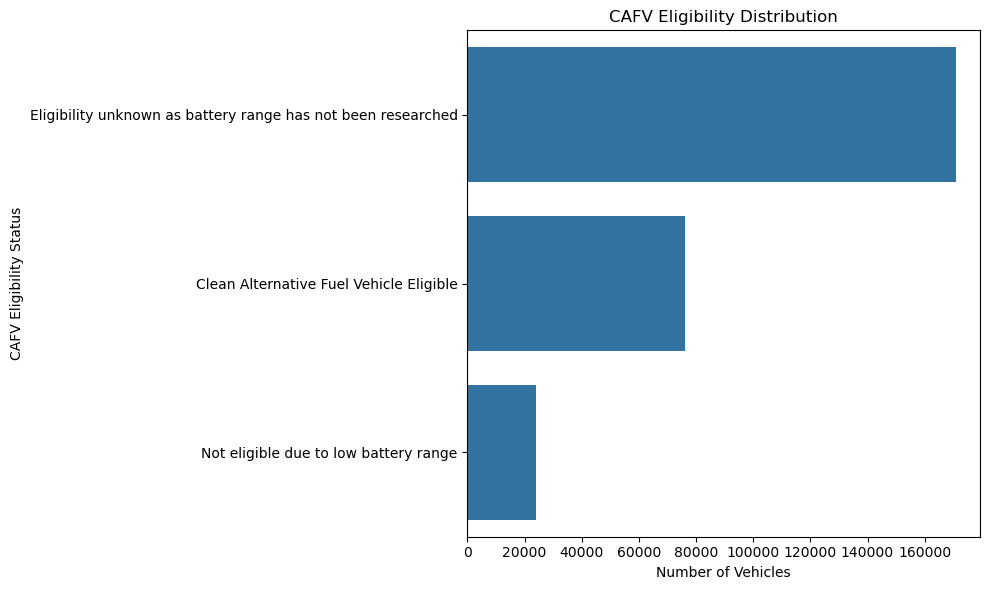 CAFV Eligibility Distribution
CAFV Eligibility Status
Eligibility unknown as battery range has not been researched
Clean Alternative Fuel Vehicle Eligible
Not eligible due to low battery range
0 20000 40000 60000 80000 100000 120000 140000 160000
Number of Vehicles